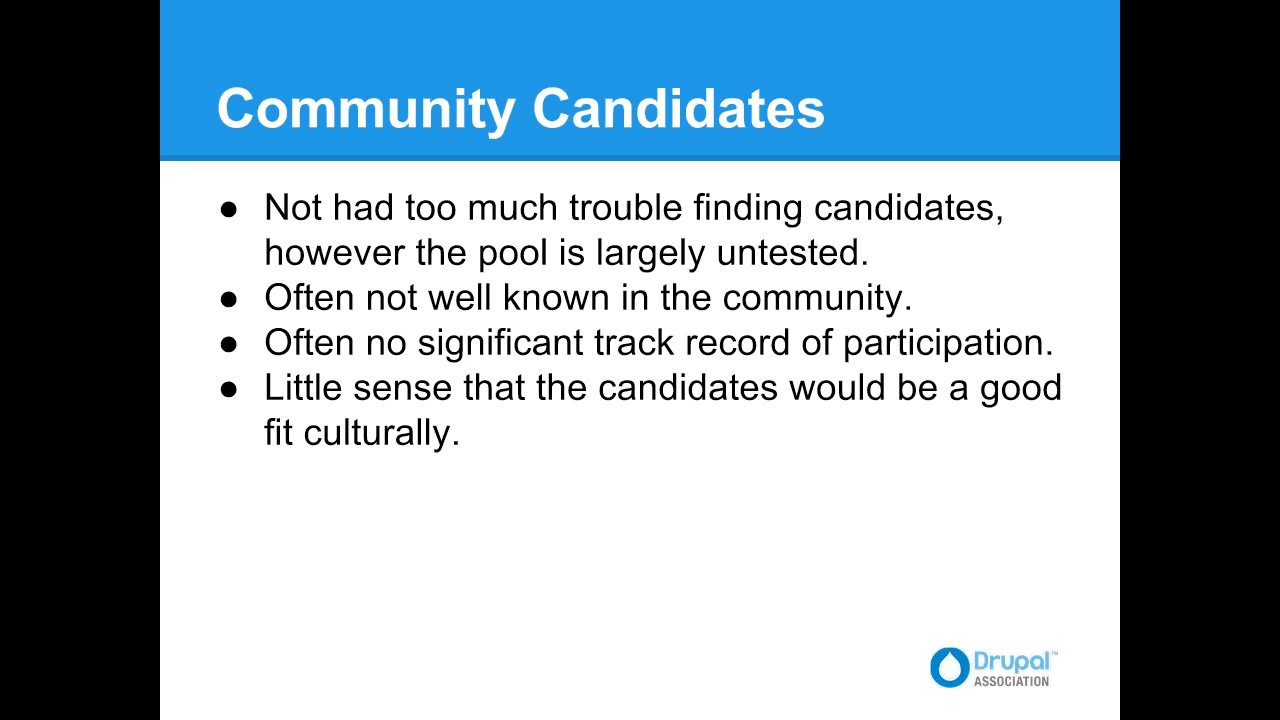 Community Candidates
● Not had too much trouble finding candidates,
however the pool is largely untested.
● Often not well known in the community.
● Often no significant track record of participation.
● Little sense that the candidates would be a good
fit culturally.
Drupal™
ASSOCIATION